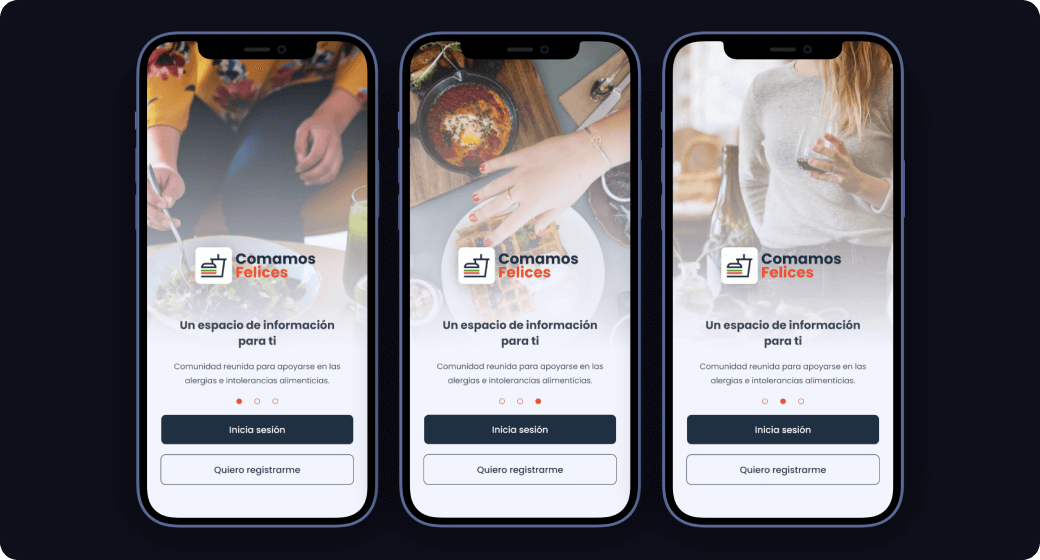 Comamos
Felices
Un espacio de información
para ti
Comunidad reunida para apoyarse en las
alergias e intolerancias alimenticias.
Inicia sesión
Quiero registrarme
Comamos
Felices
Un espacio de información
para ti
Comunidad reunida para apoyarse en las
alergias e intolerancias alimenticias.
Inicia sesión
Quiero registrarme
Comamos
Felices
Un espacio de información
para ti
Comunidad reunida para apoyarse en las
alergias e intolerancias alimenticias.
Inicia sesión
Quiero registrarme